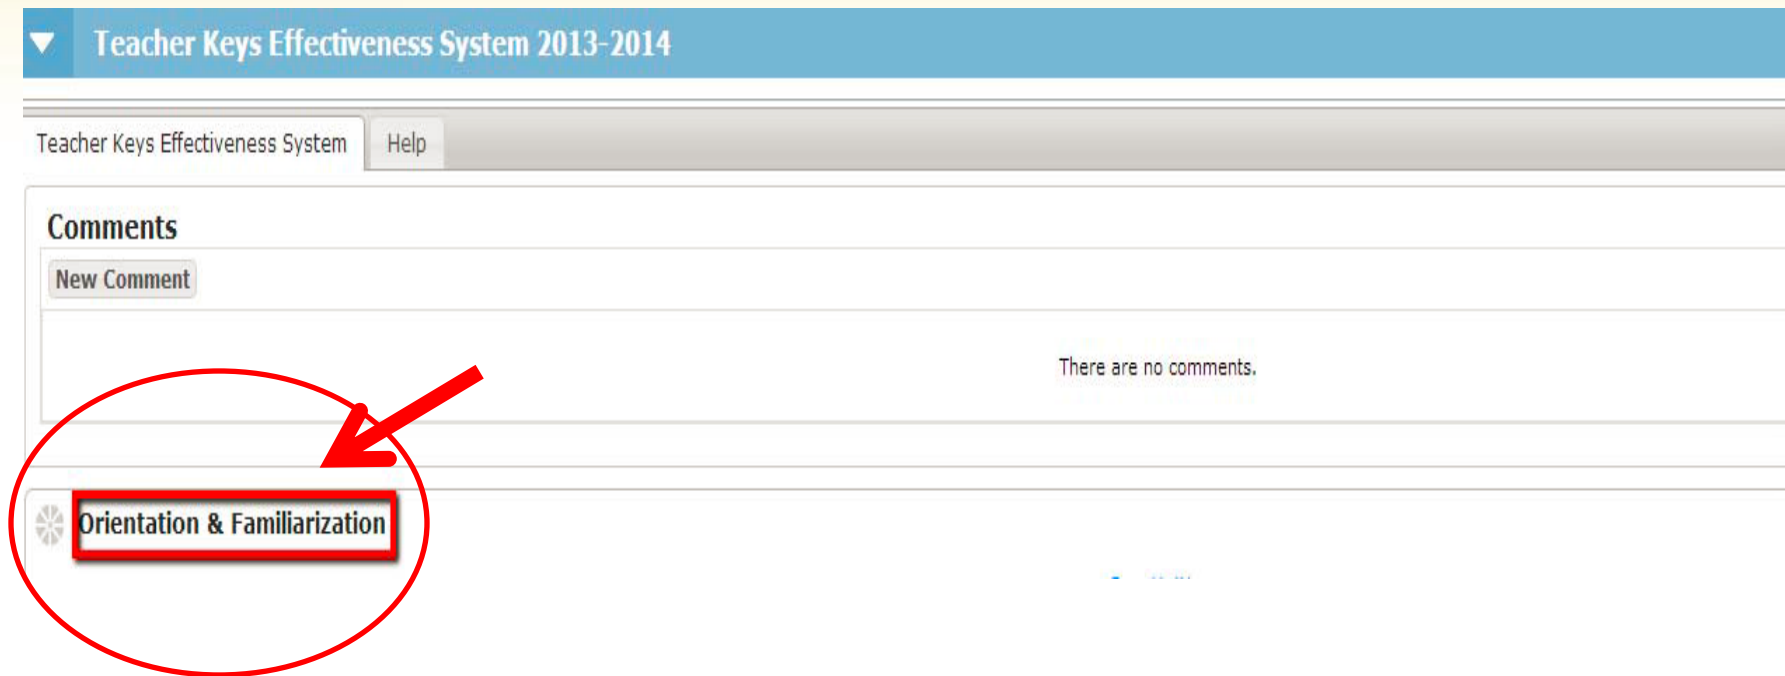 Teacher Keys Effectiveness System 2013-2014
Teacher Keys Effectiveness System Help
Comments
New Comment
There are no comments.
Orientation & Familiarization